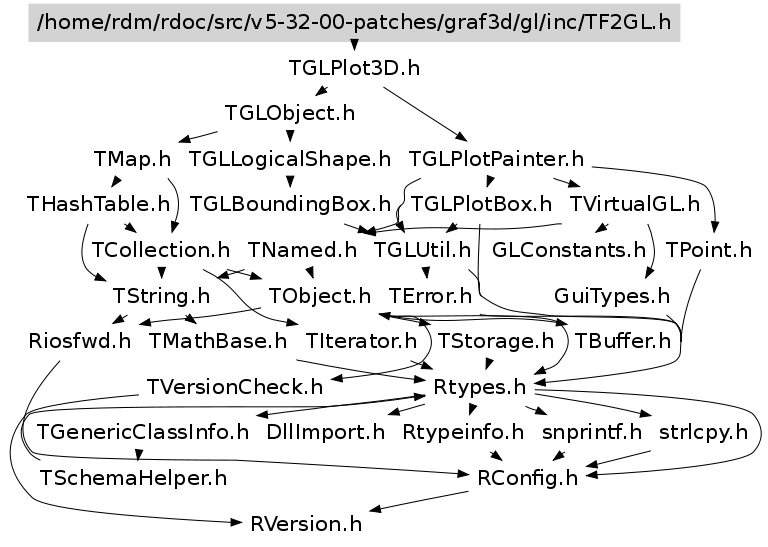 /home/rdm/rdoc/src/v5-32-00-patches/graf3d/gl/inc/TF2GL.h
TGLPlot3D.h
TGLObject.h
TMap.h TGLLogicalShape.h TGLPlotPainter.h
THashTable.h TGLBoundingBox.h TGLPlotBox.h TVirtualGL.h
TCollection.h TNamed.h TGLUtil.h GLConstants.h TPoint.h
TString.h TObject.h TError.h GuiTypes.h
Riosfwd.h TMathBase.h TIterator.h TStorage.h TBuffer.h
TVersionCheck.h Rtypes.h
TGenericClassInfo.h DllImport.h Rtypeinfo.h snprintf.h strlcpy.h
TSchemaHelper.h RConfig.h
RVersion.h